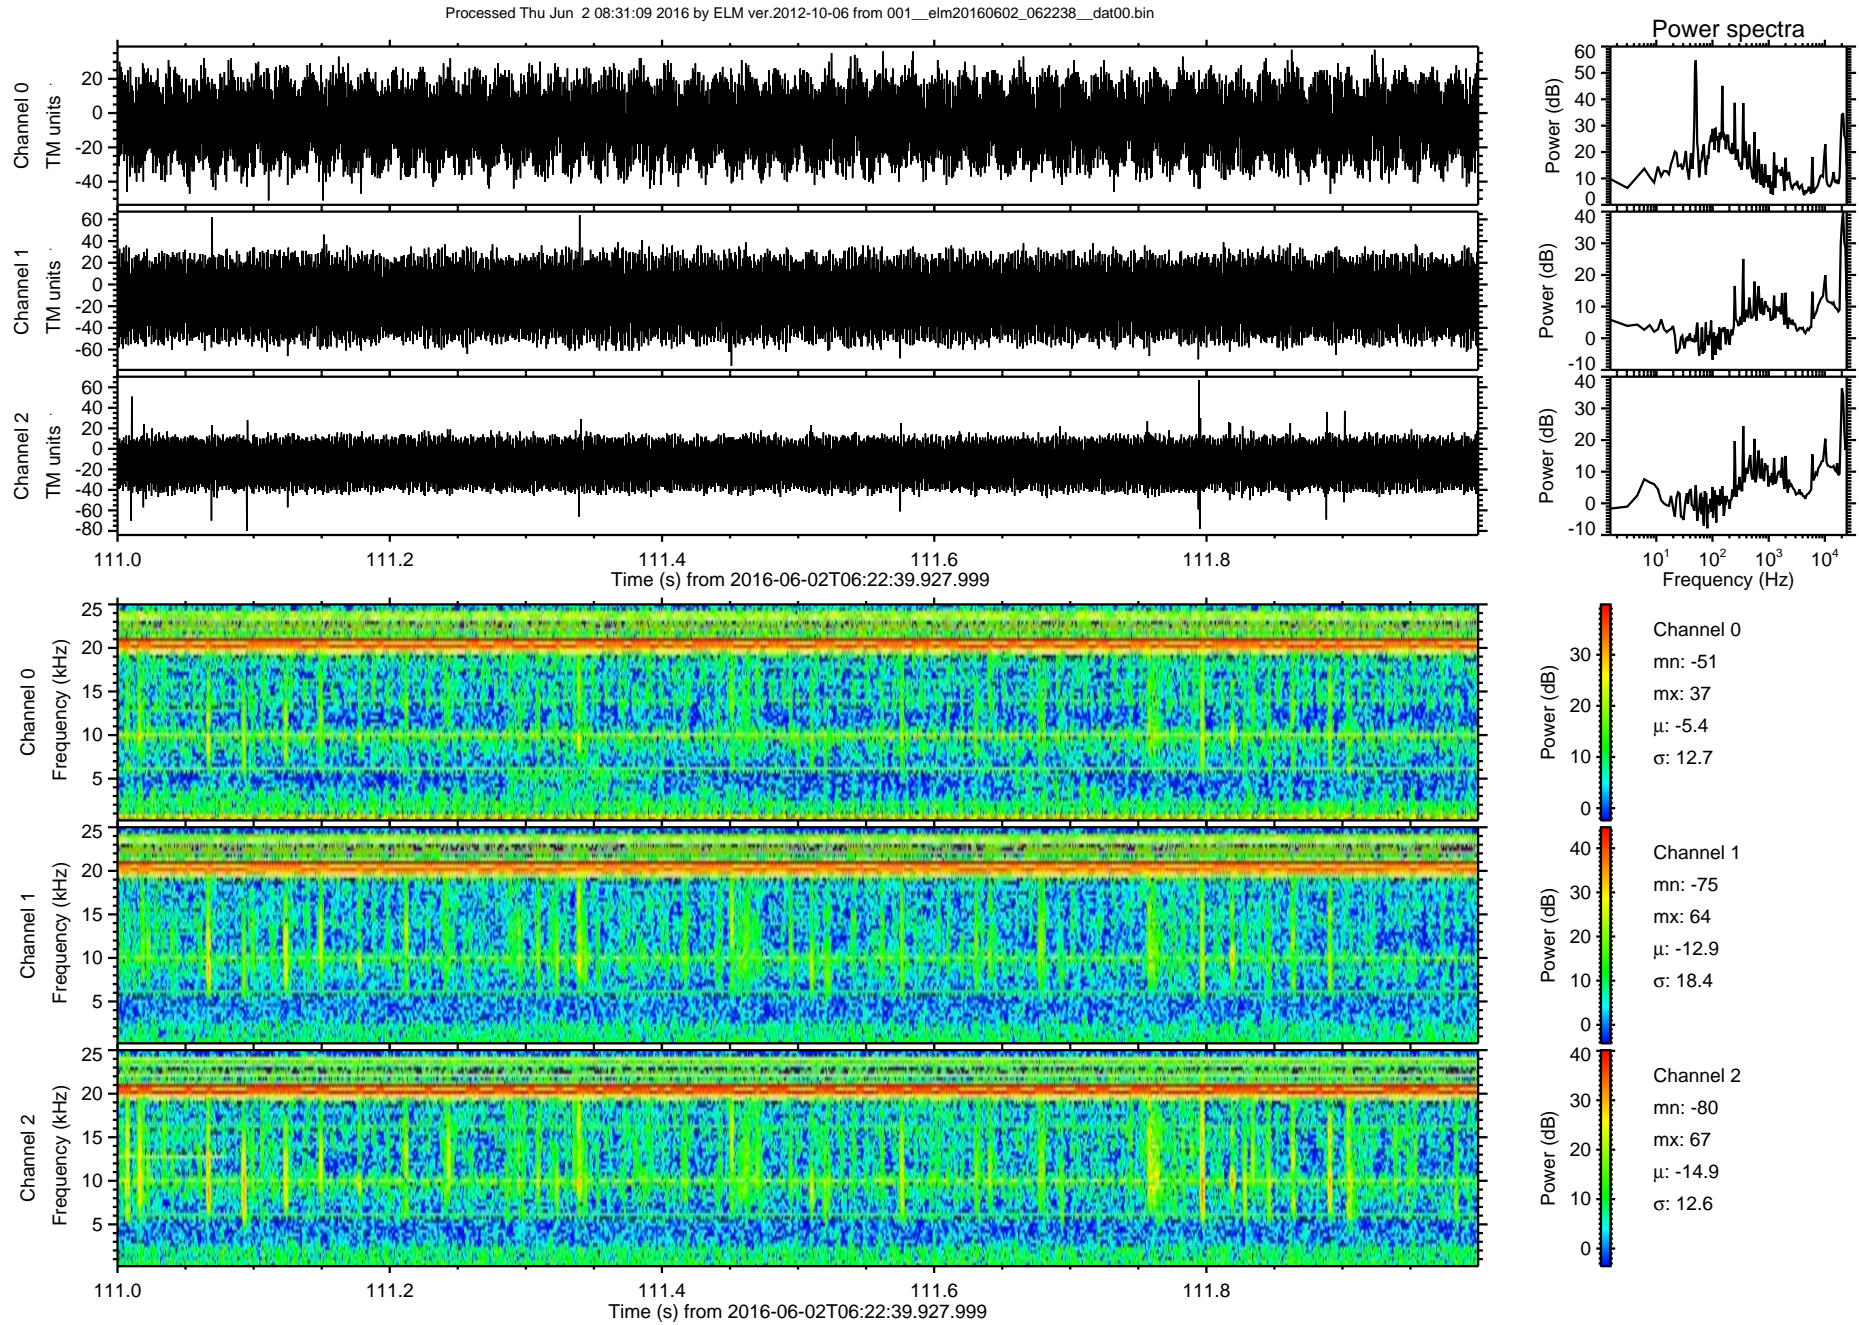 Processed Thu Jun  2 08:31:09 2016 by ELM ver.2012-10-06 from 001__elm20160602_062238__dat00.bin
Power spectra
Channel 0
TM units
20
0
-20
-40
Power (dB)
60
50
40
30
20
10
0
Channel 1
TM units
60
40
20
0
-20
-40
-60
Power (dB)
40
30
20
10
0
-10
Channel 2
TM units
60
40
20
0
-20
-40
-60
-80
Power (dB)
40
30
20
10
0
-10
111.0 111.2 111.4 111.6 111.8
Time (s) from 2016-06-02T06:22:39.927.999
10¹ 10² 10³ 10⁴
Frequency (Hz)
Channel 0
Frequency (kHz)
25
20
15
10
5
Power (dB)
30
20
10
0
Channel 0
mn: -51
mx: 37
μ: -5.4
σ: 12.7
Channel 1
Frequency (kHz)
25
20
15
10
5
Power (dB)
40
30
20
10
0
Channel 1
mn: -75
mx: 64
μ: -12.9
σ: 18.4
Channel 2
Frequency (kHz)
25
20
15
10
5
Power (dB)
40
30
20
10
0
Channel 2
mn: -80
mx: 67
μ: -14.9
σ: 12.6
111.0 111.2 111.4 111.6 111.8
Time (s) from 2016-06-02T06:22:39.927.999